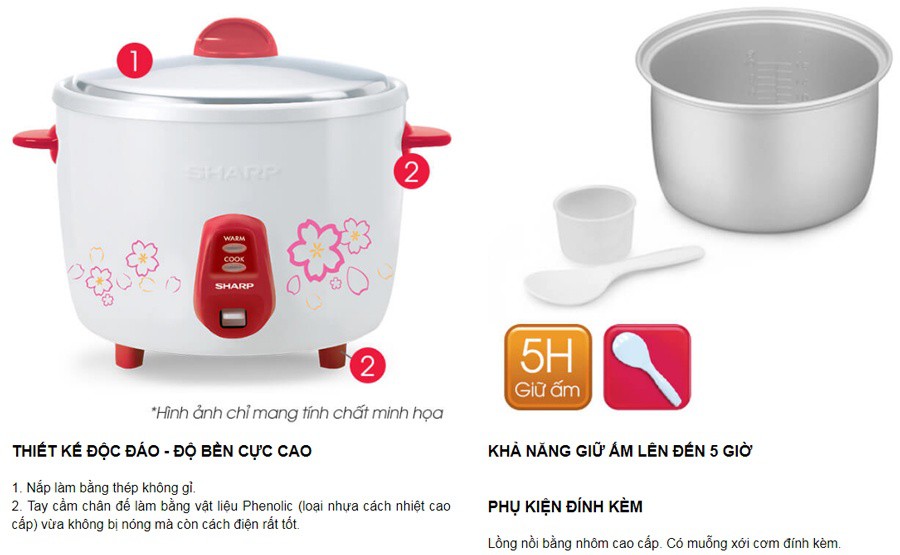 1
SHARP
2
WARM
COOK
SHARP
2
*Hình ảnh chỉ mang tính chất minh họa
THIẾT KẾ ĐỘC ĐÁO - ĐỘ BỀN CỰC CAO
1. Nắp làm bằng thép không gỉ.
2. Tay cầm chân đế làm bằng vật liệu Phenolic (loại nhựa cách nhiệt cao
cấp) vừa không bị nóng mà còn cách điện rất tốt.
5H
Giữ ấm
KHẢ NĂNG GIỮ ẤM LÊN ĐẾN 5 GIỜ
PHỤ KIỆN ĐÍNH KÈM
Lồng nồi bằng nhôm cao cấp. Có muỗng xới cơm đính kèm.